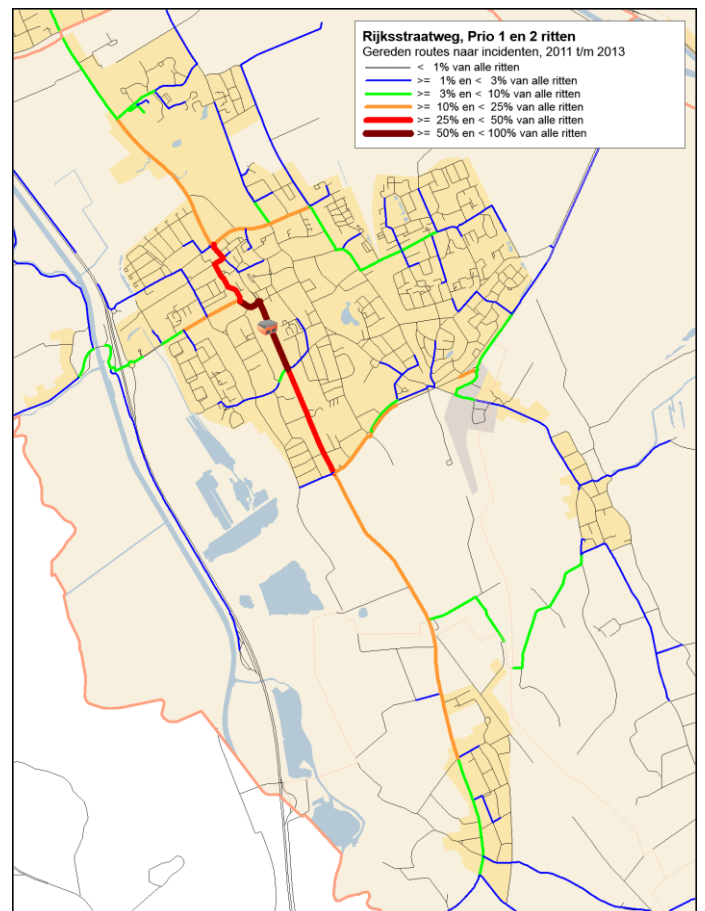 Rijksstraatweg, Prio 1 en 2 ritten
Gereden routes naar incidenten, 2011 t/m 2013
< 1% van alle ritten
>= 1% en < 3% van alle ritten
>= 3% en < 10% van alle ritten
>= 10% en < 25% van alle ritten
>= 25% en < 50% van alle ritten
>= 50% en < 100% van alle ritten